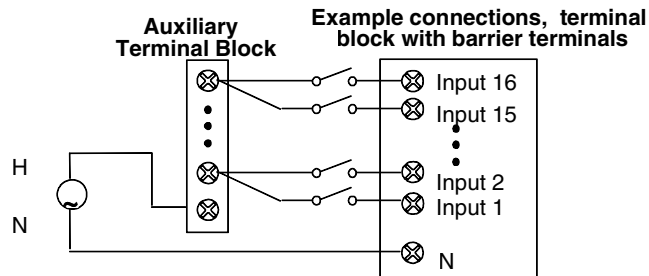 Auxiliary
Terminal Block
Example connections, terminal
block with barrier terminals
Input 16
Input 15
H
Input 2
Input 1
N
N